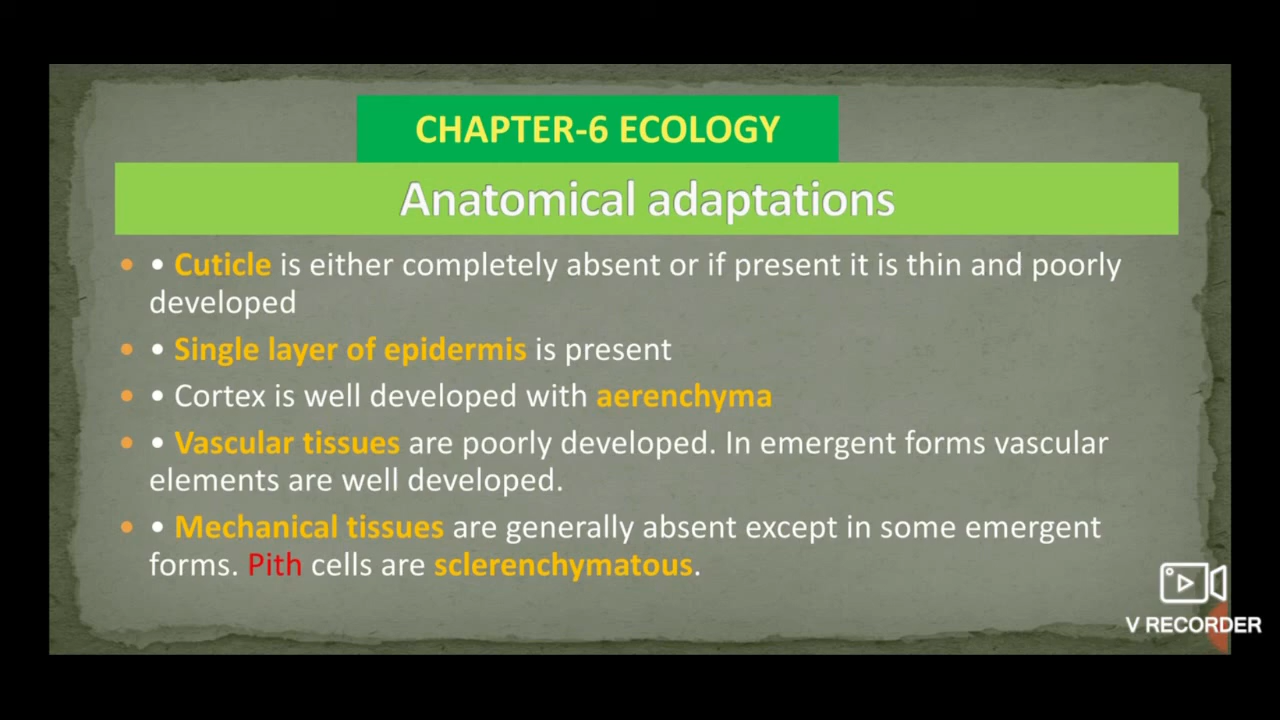 CHAPTER-6 ECOLOGY
Anatomical adaptations
• • Cuticle is either completely absent or if present it is thin and poorly
developed
• • Single layer of epidermis is present
• • Cortex is well developed with aerenchyma
• • Vascular tissues are poorly developed. In emergent forms vascular
elements are well developed.
• • Mechanical tissues are generally absent except in some emergent
forms. Pith cells are sclerenchymatous.
V RECORDER